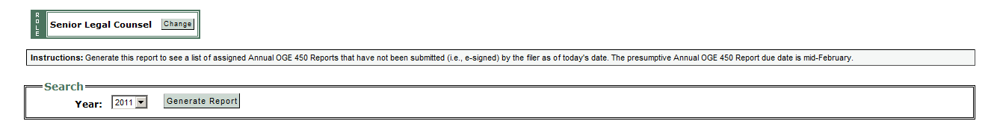 ROLE
Senior Legal Counsel Change
Instructions: Generate this report to see a list of assigned Annual OGE 450 Reports that have not been submitted (i.e., e-signed) by the filer as of today's date. The presumptive Annual OGE 450 Report due date is mid-February.
Search
Year: 2011 Generate Report